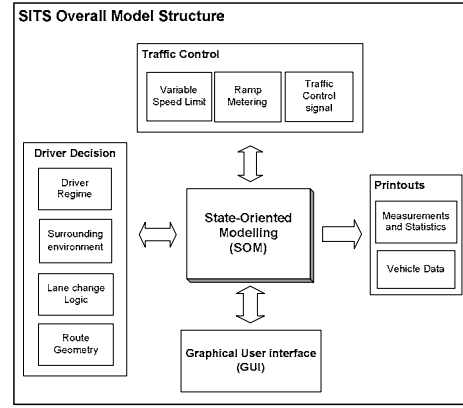 SITS Overall Model Structure
Traffic Control
Variable
Speed Limit
Ramp
Metering
Traffic
Control
signal
Driver Decision
Driver
Regime
Surrounding
environment
Lane change
Logic
Route
Geometry
State-Oriented
Modelling
(SOM)
Printouts
Measurements
and Statistics
Vehicle Data
Graphical User interface
(GUI)